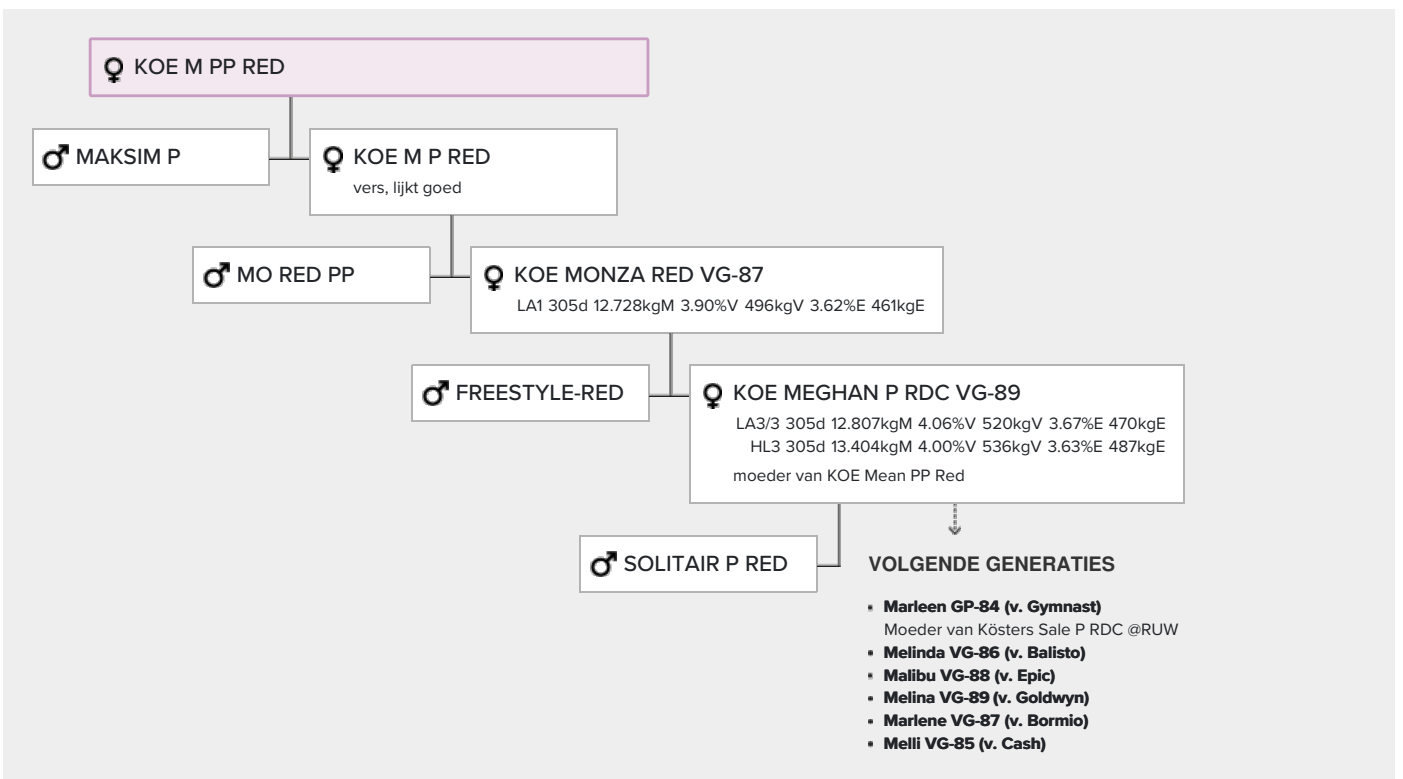 KOE M PP RED
MAKSIM P
KOE M P RED
vers, lijkt goed
MO RED PP
KOE MONZA RED VG-87
LA1 305d 12.728kgM 3.90%V 496kgV 3.62%E 461kgE
FREESTYLE-RED
KOE MEGHAN P RDC VG-89
LA3/3 305d 12.807kgM 4.06%V 520kgV 3.67%E 470kgE
HL3 305d 13.404kgM 4.00%V 536kgV 3.63%E 487kgE
moeder van KOE Mean PP Red
SOLITAIR P RED
VOLGENDE GENERATIES
• Marleen GP-84 (v. Gymnast)
Moeder van Kösters Sale P RDC @RUW
• Melinda VG-86 (v. Balisto)
• Malibu VG-88 (v. Epic)
• Melina VG-89 (v. Goldwyn)
• Marlene VG-87 (v. Bormio)
• Melli VG-85 (v. Cash)